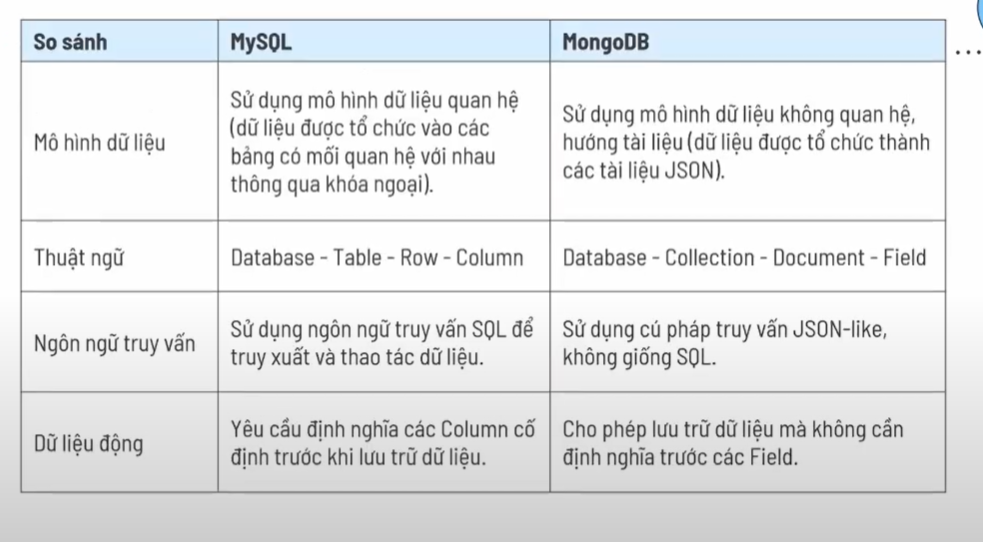 So sánh
MySQL
MongoDB
Mô hình dữ liệu
Sử dụng mô hình dữ liệu quan hệ
(dữ liệu được tổ chức vào các
bảng có mối quan hệ với nhau
thông qua khóa ngoại).
Sử dụng mô hình dữ liệu không quan hệ,
hướng tài liệu (dữ liệu được tổ chức thành
các tài liệu JSON).
Thuật ngữ
Database - Table - Row - Column
Database - Collection - Document - Field
Ngôn ngữ truy vấn
Sử dụng ngôn ngữ truy vấn SQL để
truy xuất và thao tác dữ liệu.
Sử dụng cú pháp truy vấn JSON-like,
không giống SQL.
Dữ liệu động
Yêu cầu định nghĩa các Column cố
định trước khi lưu trữ dữ liệu.
Cho phép lưu trữ dữ liệu mà không cần
định nghĩa trước các Field.